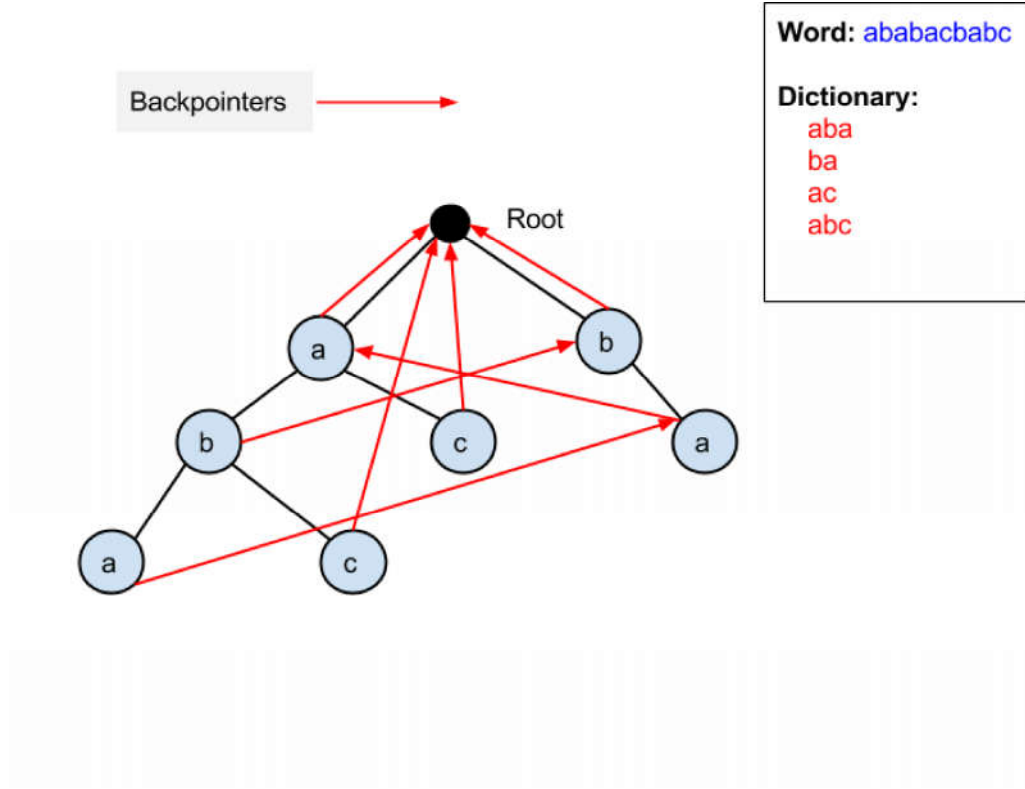 Word: ababacbabc
Backpointers
Dictionary:
aba
ba
ac
abc
Root
a
b
b
c
a
a
c